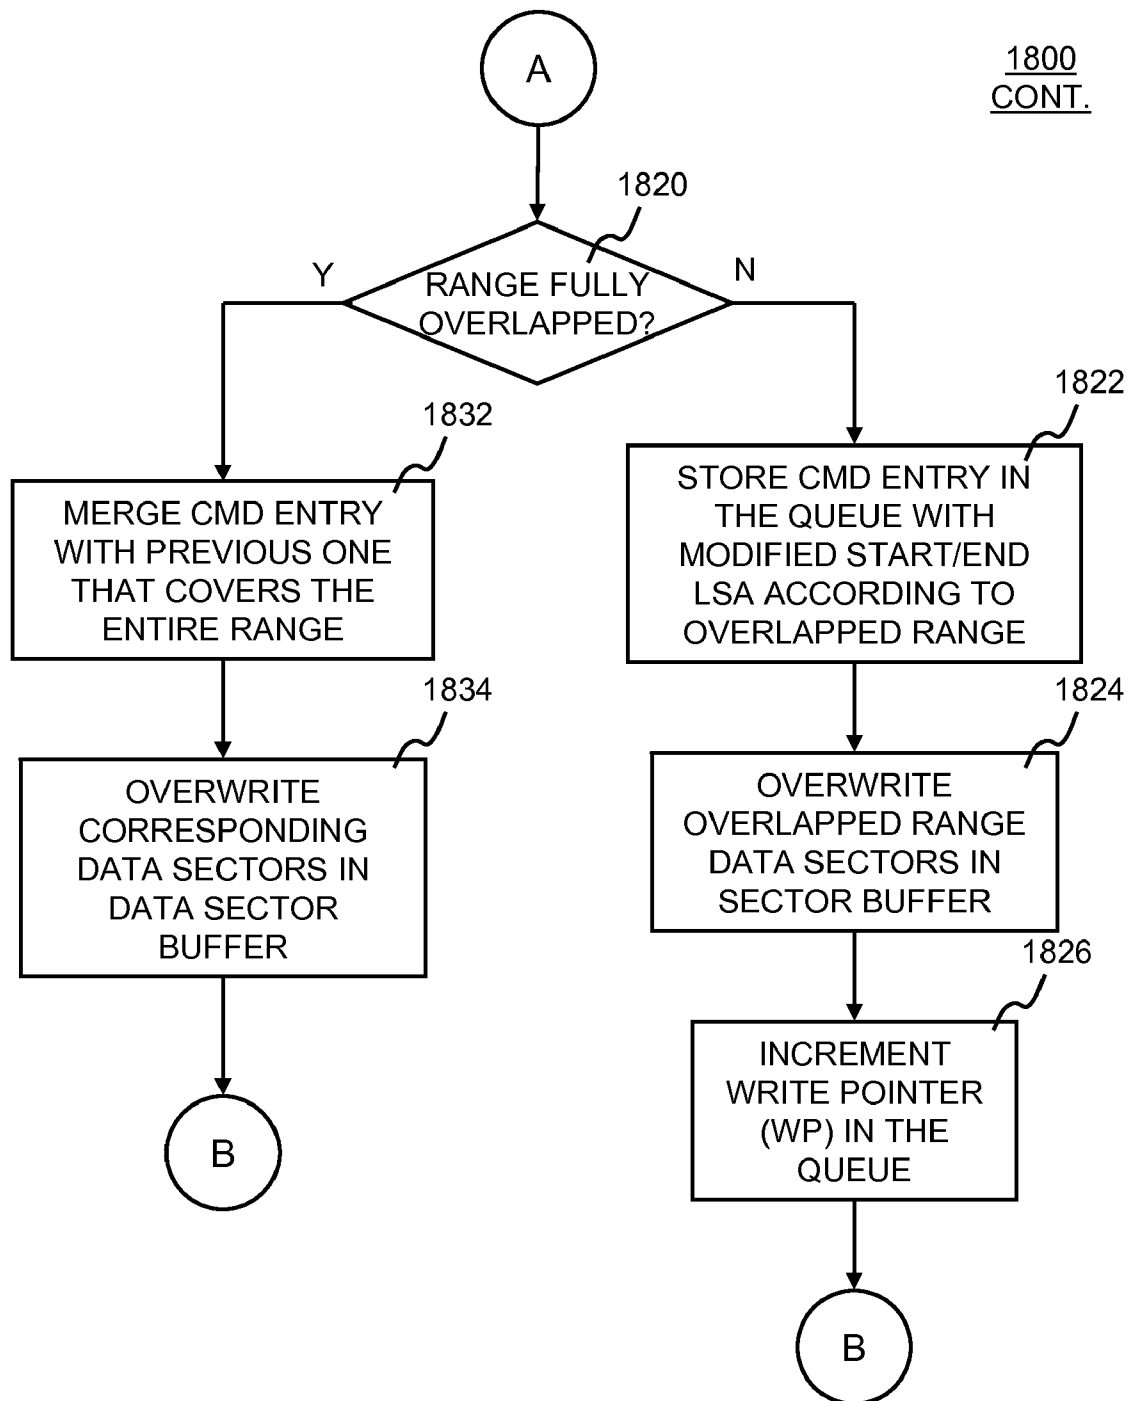 A
1800
CONT.
1820
Y
N
RANGE FULLY
OVERLAPPED?
1832
MERGE CMD ENTRY
WITH PREVIOUS ONE
THAT COVERS THE
ENTIRE RANGE
1822
STORE CMD ENTRY IN
THE QUEUE WITH
MODIFIED START/END
LSA ACCORDING TO
OVERLAPPED RANGE
1834
OVERWRITE
CORRESPONDING
DATA SECTORS IN
DATA SECTOR
BUFFER
1824
OVERWRITE
OVERLAPPED RANGE
DATA SECTORS IN
SECTOR BUFFER
1826
INCREMENT
WRITE POINTER
(WP) IN THE
QUEUE
B
B